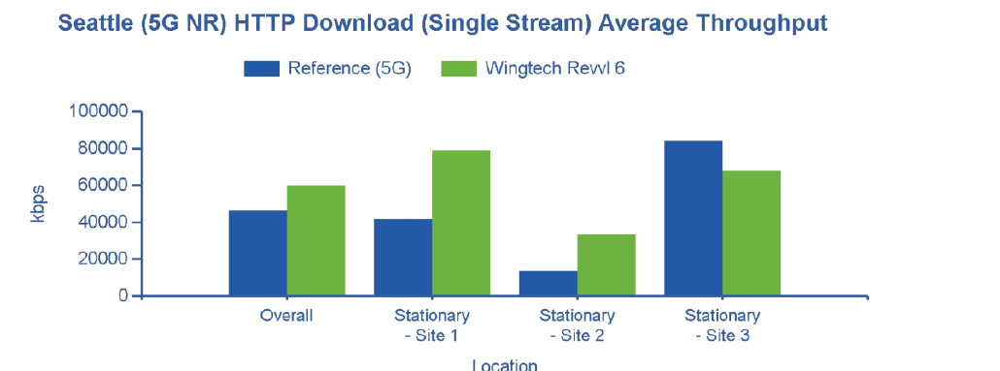 Seattle (5G NR) HTTP Download (Single Stream) Average Throughput
Reference (5G) Wingtech Revvl 6
100000
80000
60000
40000
20000
0
kbps
Overall Stationary Stationary Stationary
- Site 1 - Site 2 - Site 3
Location